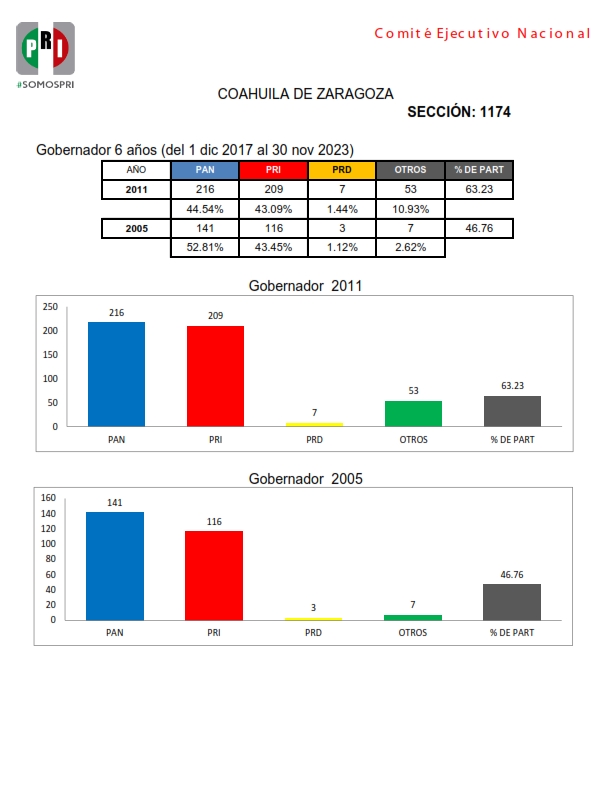 PRI
#SOMOSPRI
Comité Ejecutivo Nacional
COAHUILA DE ZARAGOZA
SECCIÓN: 1174
Gobernador 6 años (del 1 dic 2017 al 30 nov 2023)
AÑO PAN PRI PRD OTROS % DE PART
2011 216 209 7 53 63.23
44.54% 43.09% 1.44% 10.93%
2005 141 116 3 7 46.76
52.81% 43.45% 1.12% 2.62%
Gobernador 2011
250
200
150
100
50
0
216
209
7
53
63.23
PAN PRI PRD OTROS % DE PART
Gobernador 2005
160
140
120
100
80
60
40
20
0
141
116
3
7
46.76
PAN PRI PRD OTROS % DE PART